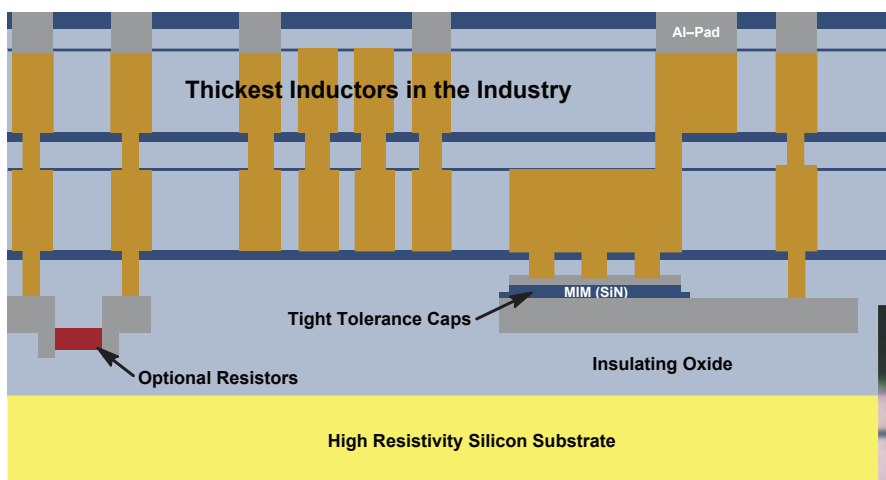 Al–Pad
Thickest Inductors in the Industry
MIM (SiN)
Tight Tolerance Caps
Insulating Oxide
Optional Resistors
High Resistivity Silicon Substrate